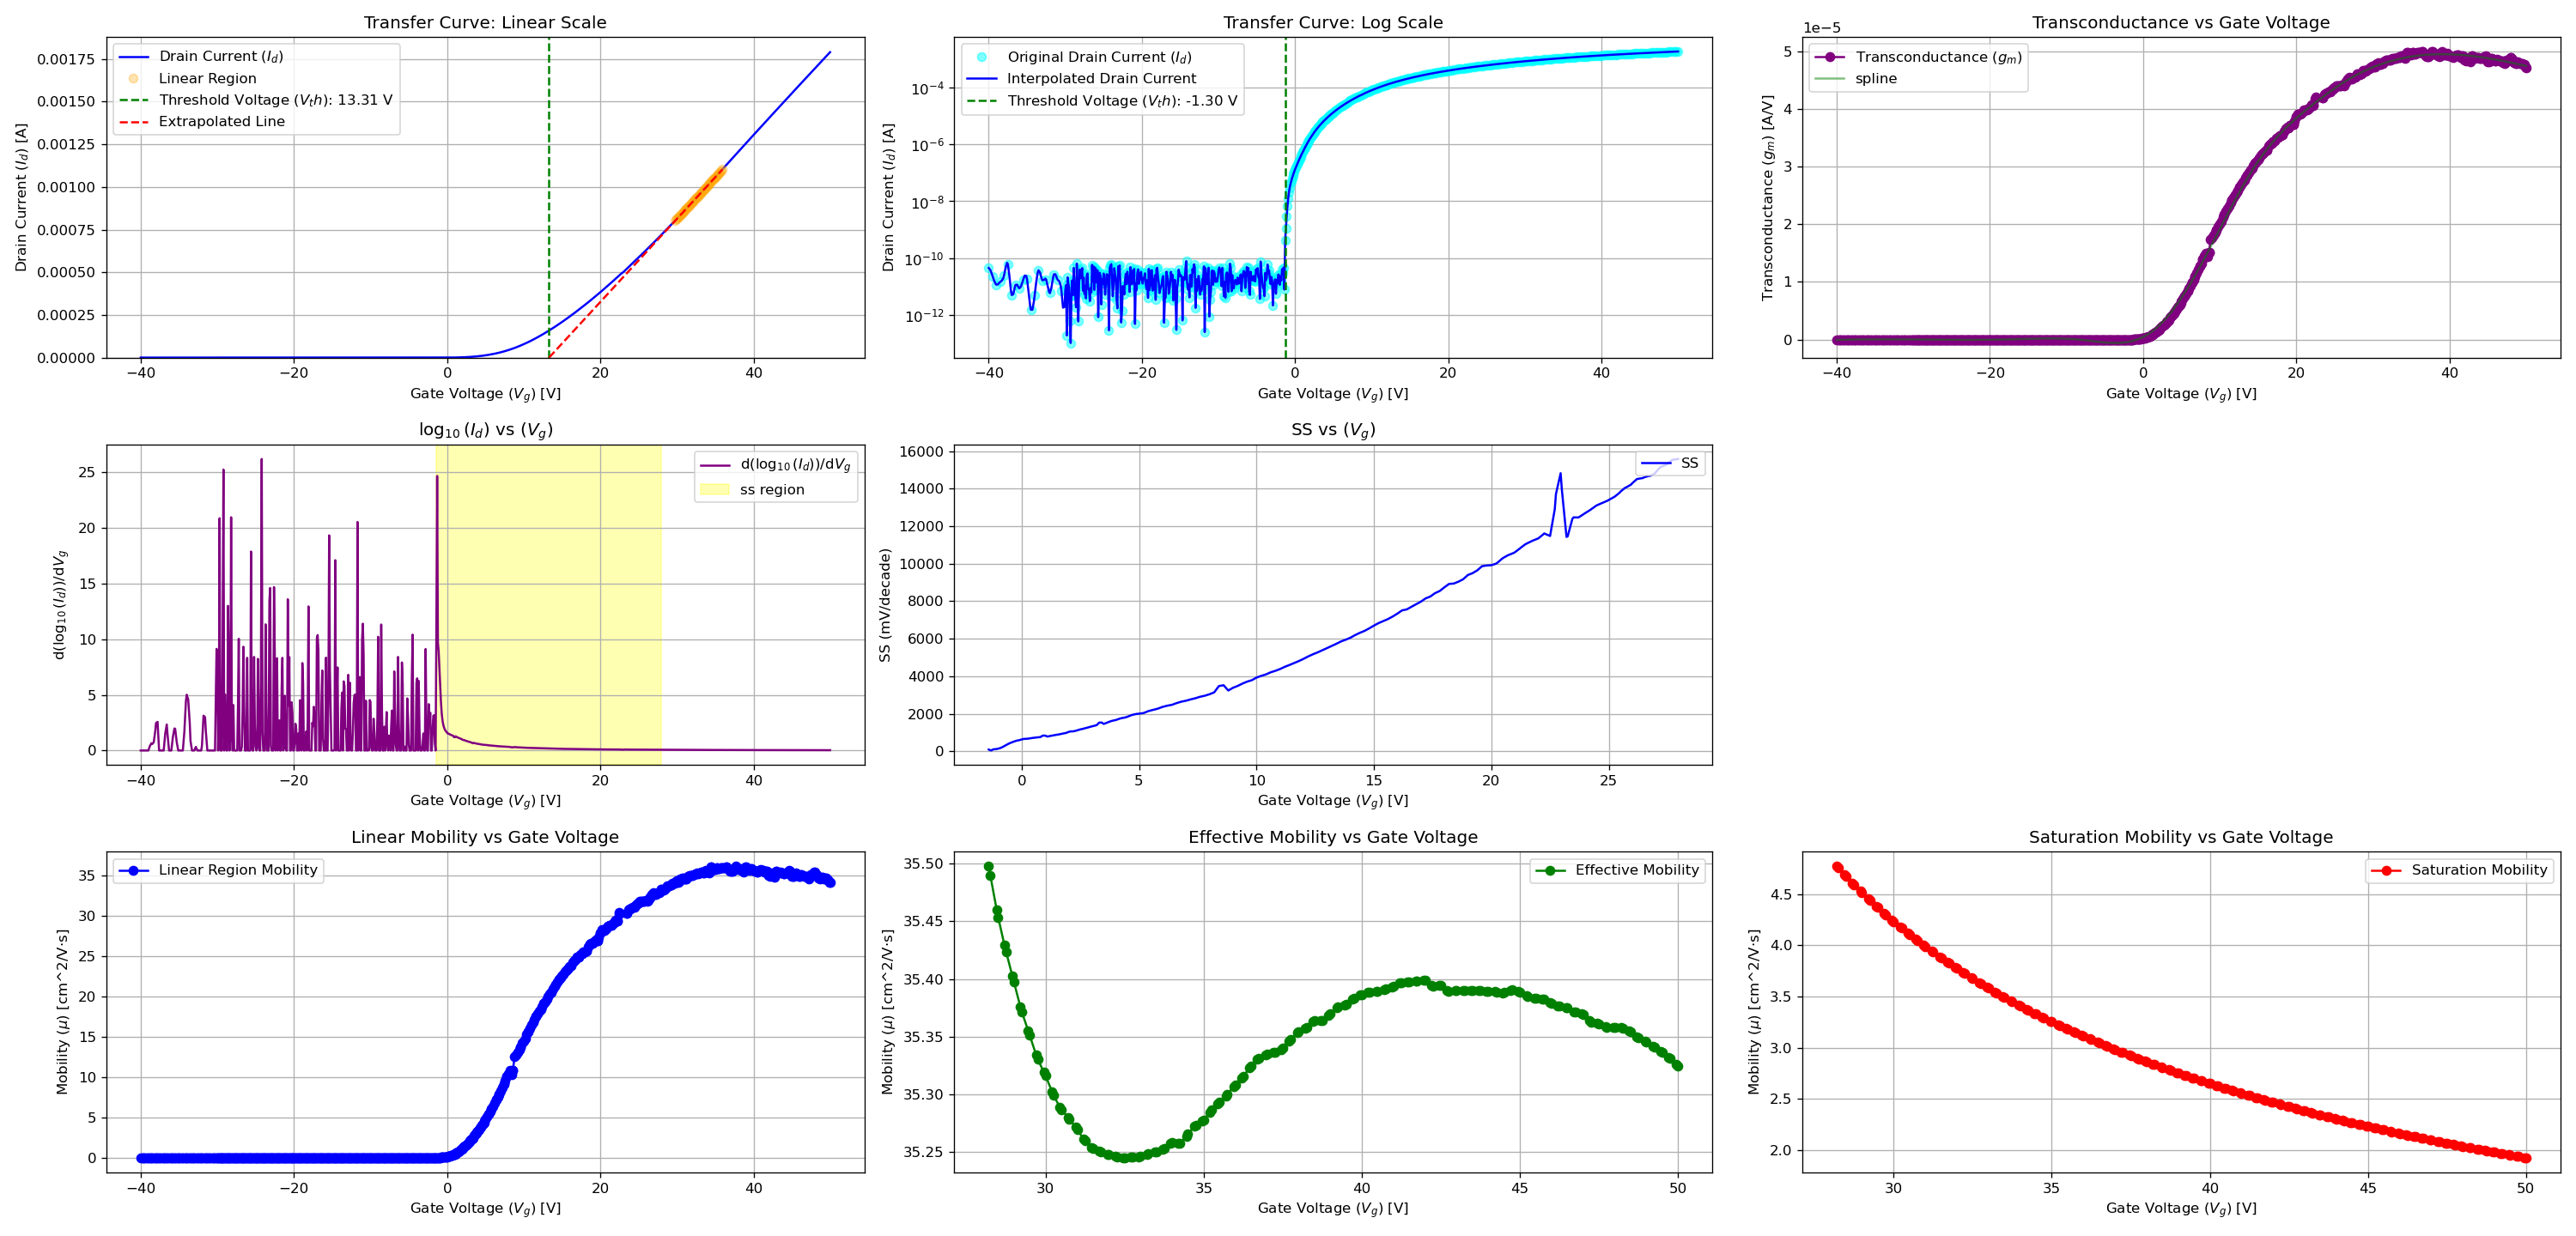 Transfer Curve: Linear Scale
Drain Current (I_d)
Linear Region
Threshold Voltage (V_th): 13.31 V
Extrapolated Line
Drain Current (I_d) [A]
0.00175
0.00150
0.00125
0.00100
0.00075
0.00050
0.00025
0.00000
−40 −20 0 20 40
Gate Voltage (V_g) [V]
Transfer Curve: Log Scale
Original Drain Current (I_d)
Interpolated Drain Current
Threshold Voltage (V_th): -1.30 V
Drain Current (I_d) [A]
10⁻⁴
10⁻⁶
10⁻⁸
10⁻¹⁰
10⁻¹²
−40 −20 0 20 40
Gate Voltage (V_g) [V]
Transconductance vs Gate Voltage
1e−5
Transconductance (g_m)
spline
Transconductance (g_m) [A/V]
5
4
3
2
1
0
−40 −20 0 20 40
Gate Voltage (V_g) [V]
log₁₀(I_d) vs (V_g)
d(log₁₀(I_d))/dV_g
ss region
d(log₁₀(I_d))/dV_g
25
20
15
10
5
0
−40 −20 0 20 40
Gate Voltage (V_g) [V]
SS vs (V_g)
SS
SS (mV/decade)
16000
14000
12000
10000
8000
6000
4000
2000
0
0 5 10 15 20 25
Gate Voltage (V_g) [V]
Linear Mobility vs Gate Voltage
Linear Region Mobility
Mobility (μ) [cm^2/V·s]
35
30
25
20
15
10
5
0
−40 −20 0 20 40
Gate Voltage (V_g) [V]
Effective Mobility vs Gate Voltage
Effective Mobility
Mobility (μ) [cm^2/V·s]
35.50
35.45
35.40
35.35
35.30
35.25
30 35 40 45 50
Gate Voltage (V_g) [V]
Saturation Mobility vs Gate Voltage
Saturation Mobility
Mobility (μ) [cm^2/V·s]
4.5
4.0
3.5
3.0
2.5
2.0
30 35 40 45 50
Gate Voltage (V_g) [V]